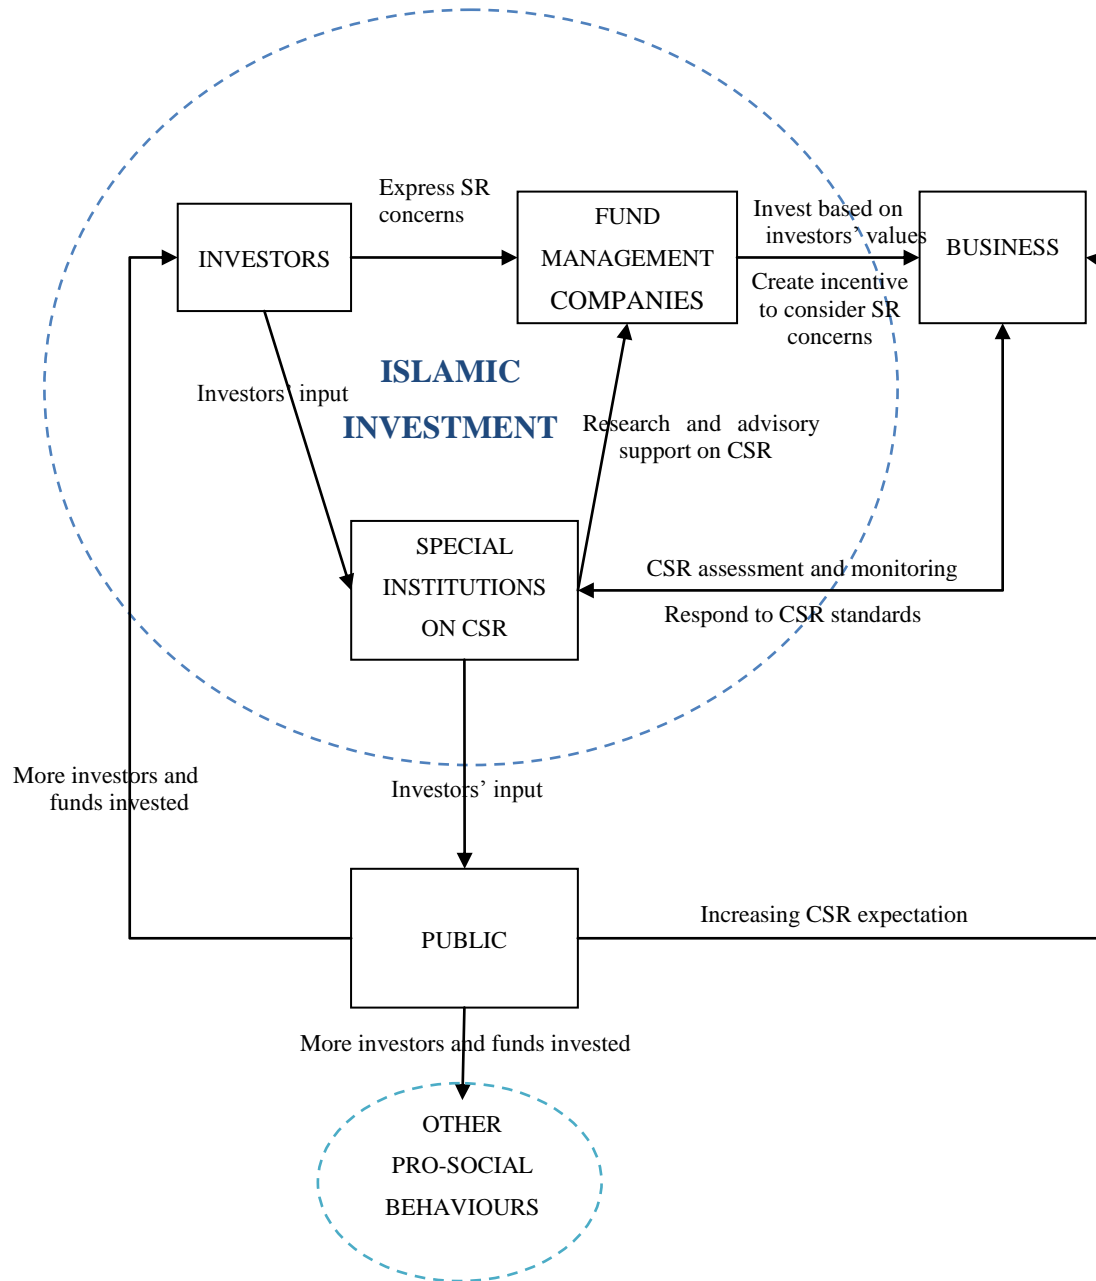 Express SR
concerns
INVESTORS
FUND
MANAGEMENT
COMPANIES
Invest based on
investors’ values
Create incentive
to consider SR
concerns
BUSINESS
Investors’ input
ISLAMIC
INVESTMENT
Research and advisory
support on CSR
SPECIAL
INSTITUTIONS
ON CSR
CSR assessment and monitoring
Respond to CSR standards
More investors and
funds invested
Investors’ input
PUBLIC
Increasing CSR expectation
More investors and funds invested
OTHER
PRO-SOCIAL
BEHAVIOURS